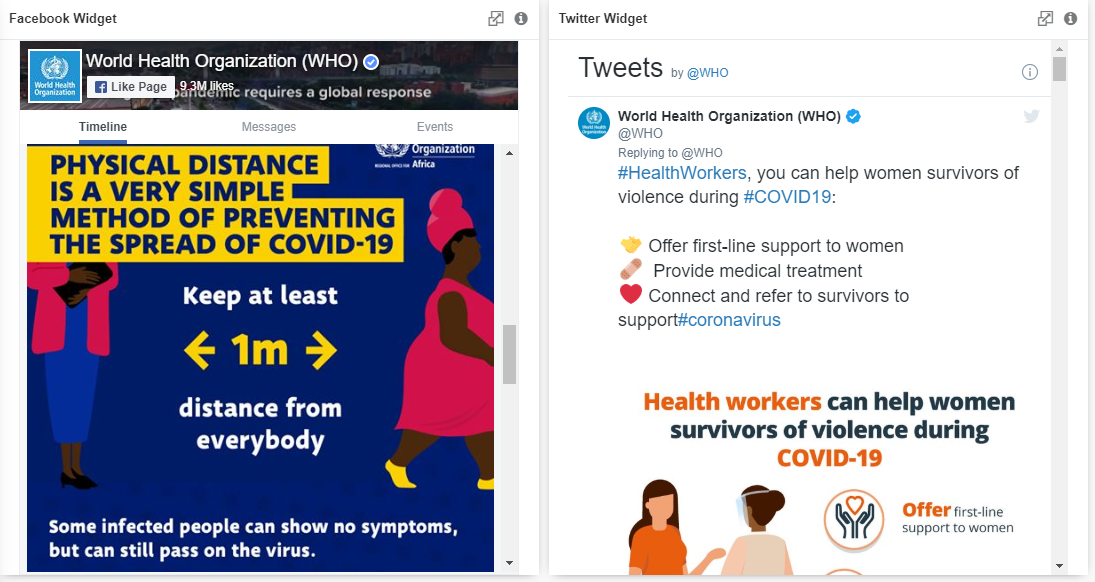 Facebook Widget
World Health Organization (WHO)
World Health
Organization
Like Page
9.3M likes
pandemic requires a global response
Timeline
Messages
Events
Organization
REGIONAL OFFICE FOR Africa
PHYSICAL DISTANCE
IS A VERY SIMPLE
METHOD OF PREVENTING
THE SPREAD OF COVID-19
Keep at least
1m
distance from
everybody
Some infected people can show no symptoms,
but can still pass on the virus.
Twitter Widget
Tweets by @WHO
World Health Organization (WHO)
@WHO
Replying to @WHO
#HealthWorkers, you can help women survivors of
violence during #COVID19:
Offer first-line support to women
Provide medical treatment
Connect and refer to survivors to
support#coronavirus
Health workers can help women
survivors of violence during
COVID-19
Offer first-line
support to women